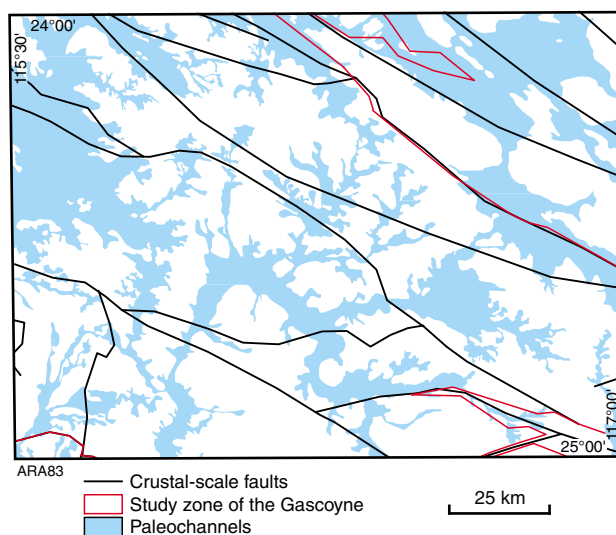 24°00'
115°30'
117°00'
25°00'
ARA83
Crustal-scale faults
Study zone of the Gascoyne
Paleochannels
25 km